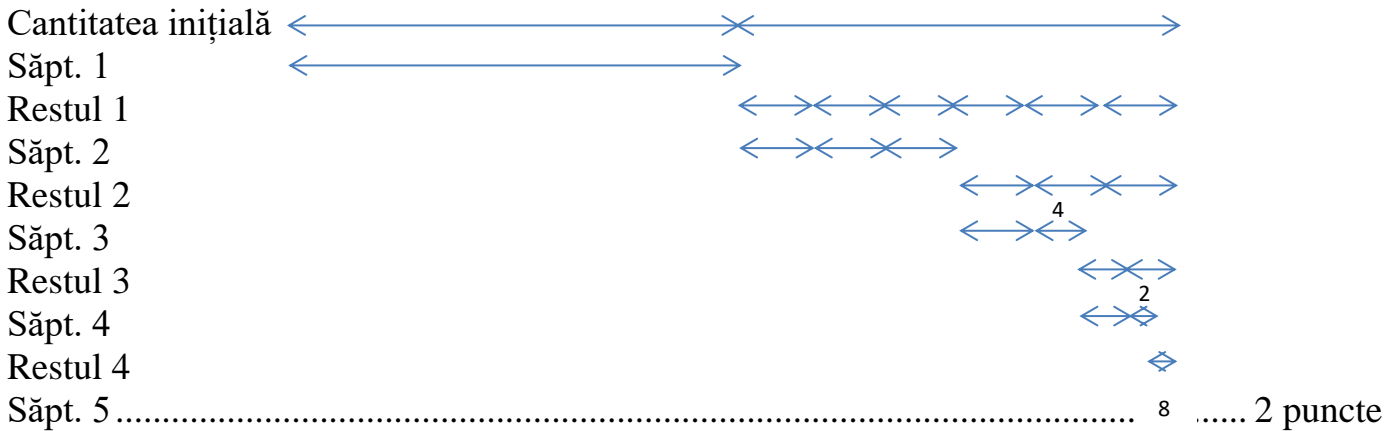 Cantitatea inițială
Săpt. 1
Restul 1
Săpt. 2
Restul 2
4
Săpt. 3
Restul 3
2
Săpt. 4
Restul 4
Săpt. 5 ............................................................................................... 8 ...... 2 puncte